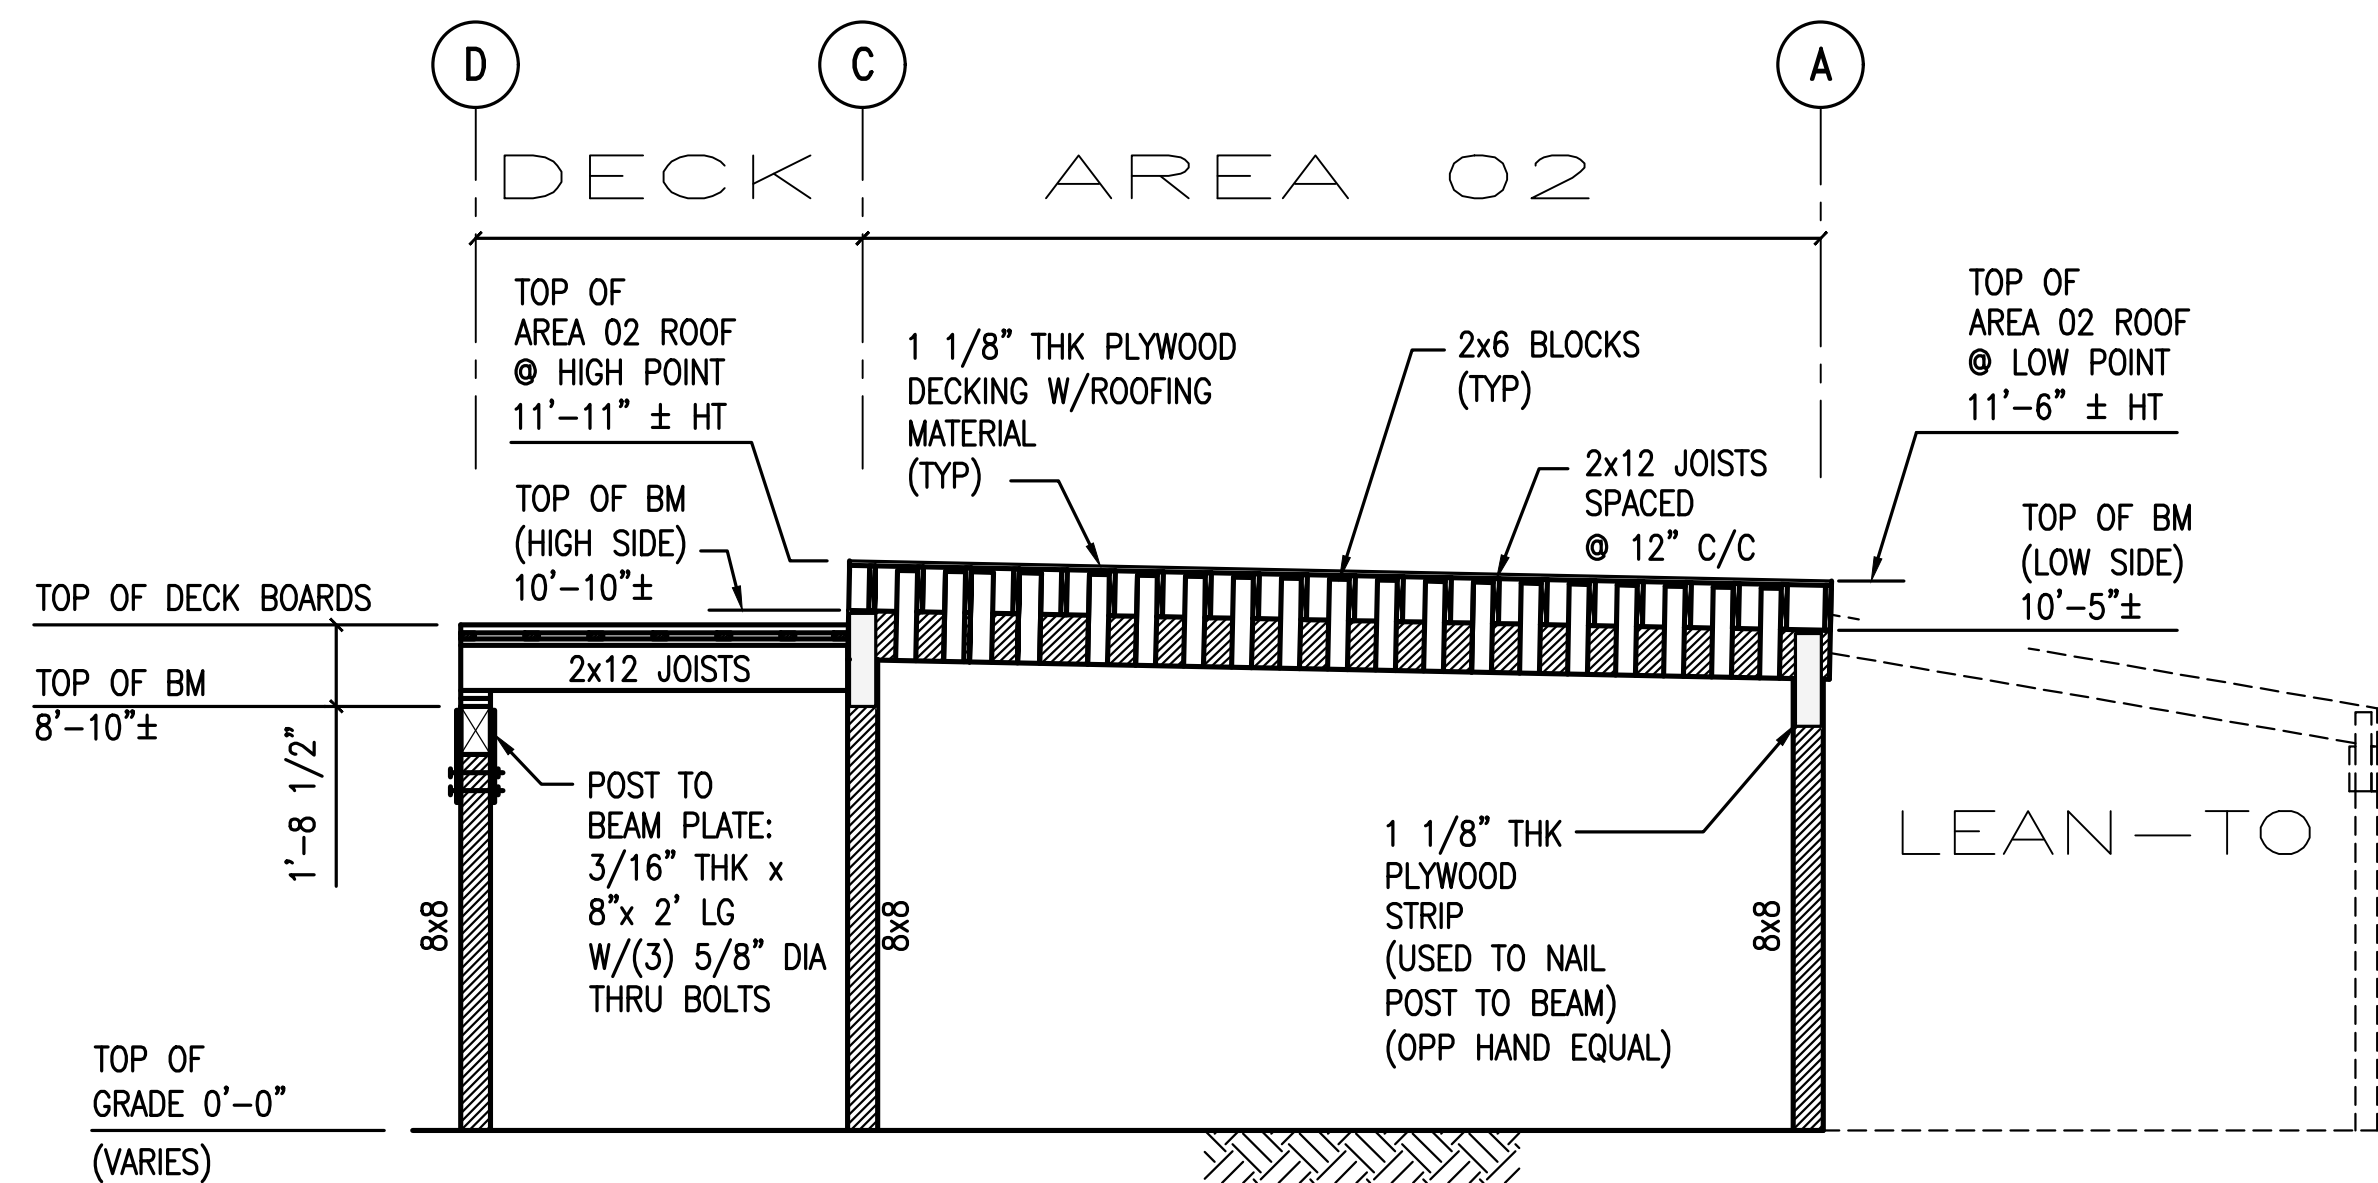 D
C
A
DECK
AREA 02
TOP OF
AREA 02 ROOF
@ HIGH POINT
11'-11" ± HT
TOP OF BM
(HIGH SIDE)
10'-10"±
1 1/8" THK PLYWOOD
DECKING W/ROOFING
MATERIAL
(TYP)
2x6 BLOCKS
(TYP)
2x12 JOISTS
SPACED
@ 12" C/C
TOP OF
AREA 02 ROOF
@ LOW POINT
11'-6" ± HT
TOP OF BM
(LOW SIDE)
10'-5"±
TOP OF DECK BOARDS
TOP OF BM
8'-10"±
1'-8 1/2"
2x12 JOISTS
POST TO
BEAM PLATE:
3/16" THK x
8"x 2' LG
W/(3) 5/8" DIA
THRU BOLTS
8x8
8x8
8x8
1 1/8" THK
PLYWOOD
STRIP
(USED TO NAIL
POST TO BEAM)
(OPP HAND EQUAL)
LEAN-TO
TOP OF
GRADE 0'-0"
(VARIES)